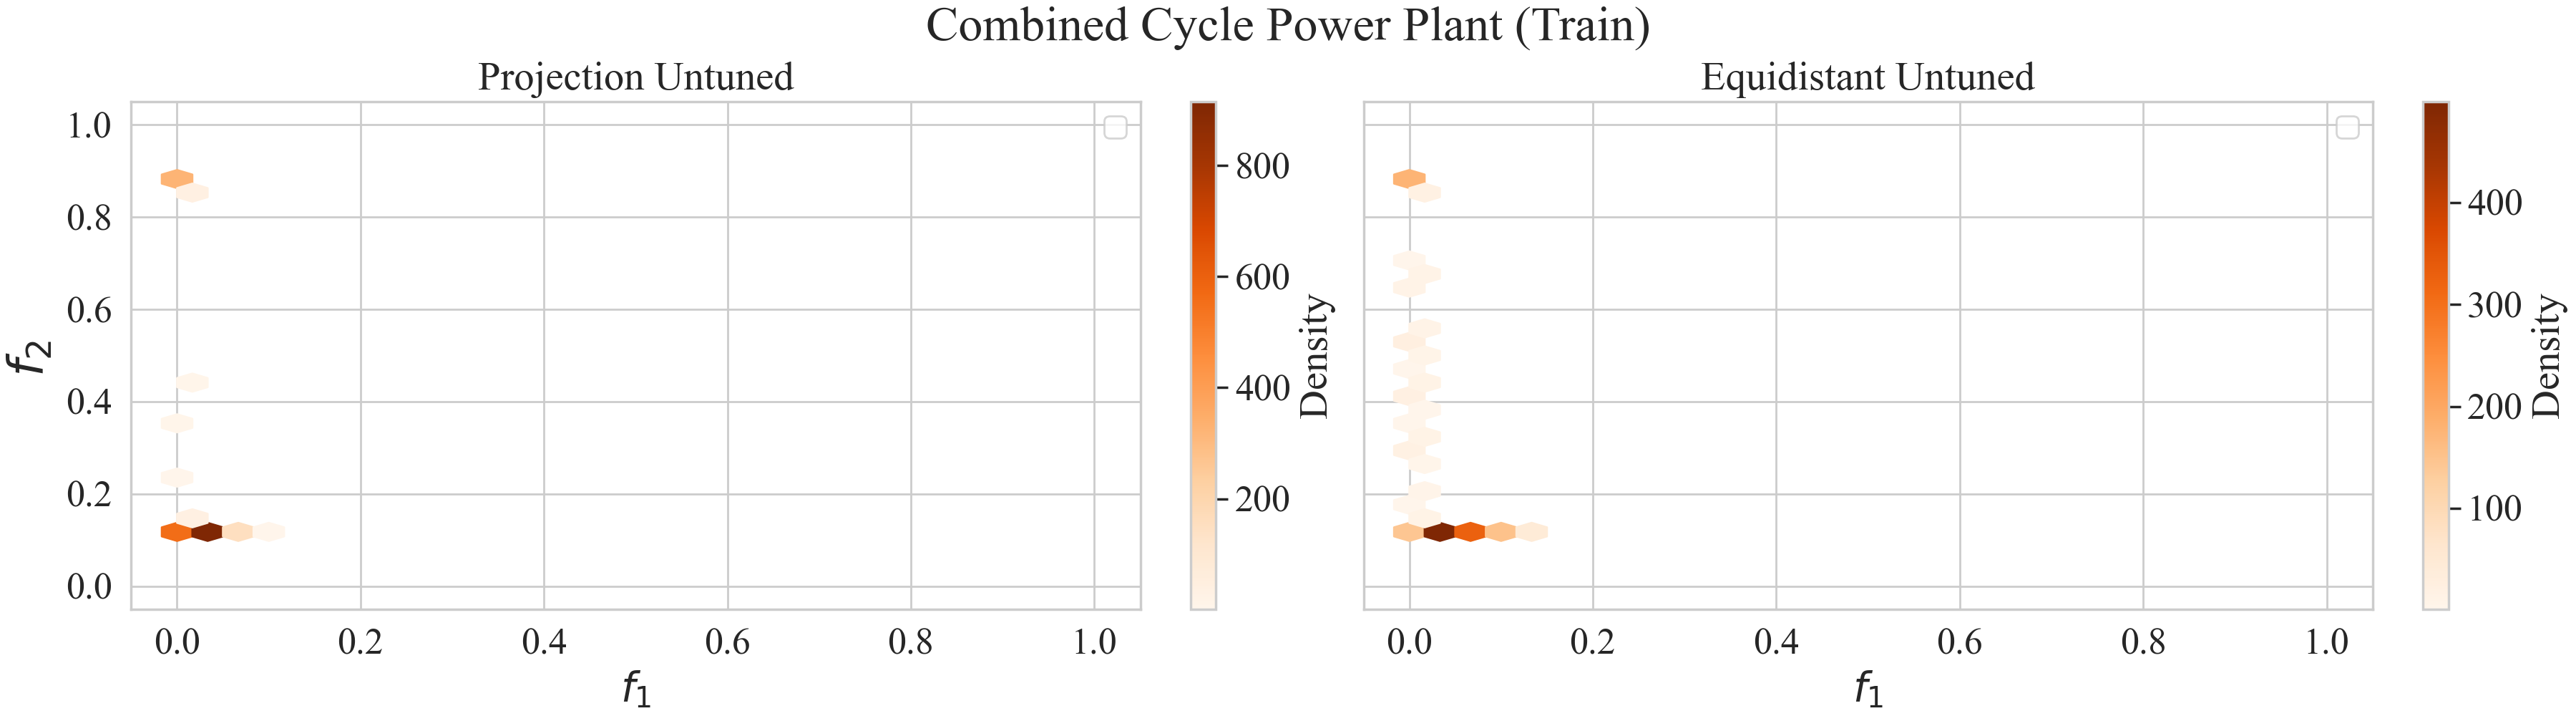 Combined Cycle Power Plant (Train)
Projection Untuned
f2
1.0
0.8
0.6
0.4
0.2
0.0
0.0 0.2 0.4 0.6 0.8 1.0
f1
800
600
400
200
Density
Equidistant Untuned
0.0 0.2 0.4 0.6 0.8 1.0
f1
400
300
200
100
Density